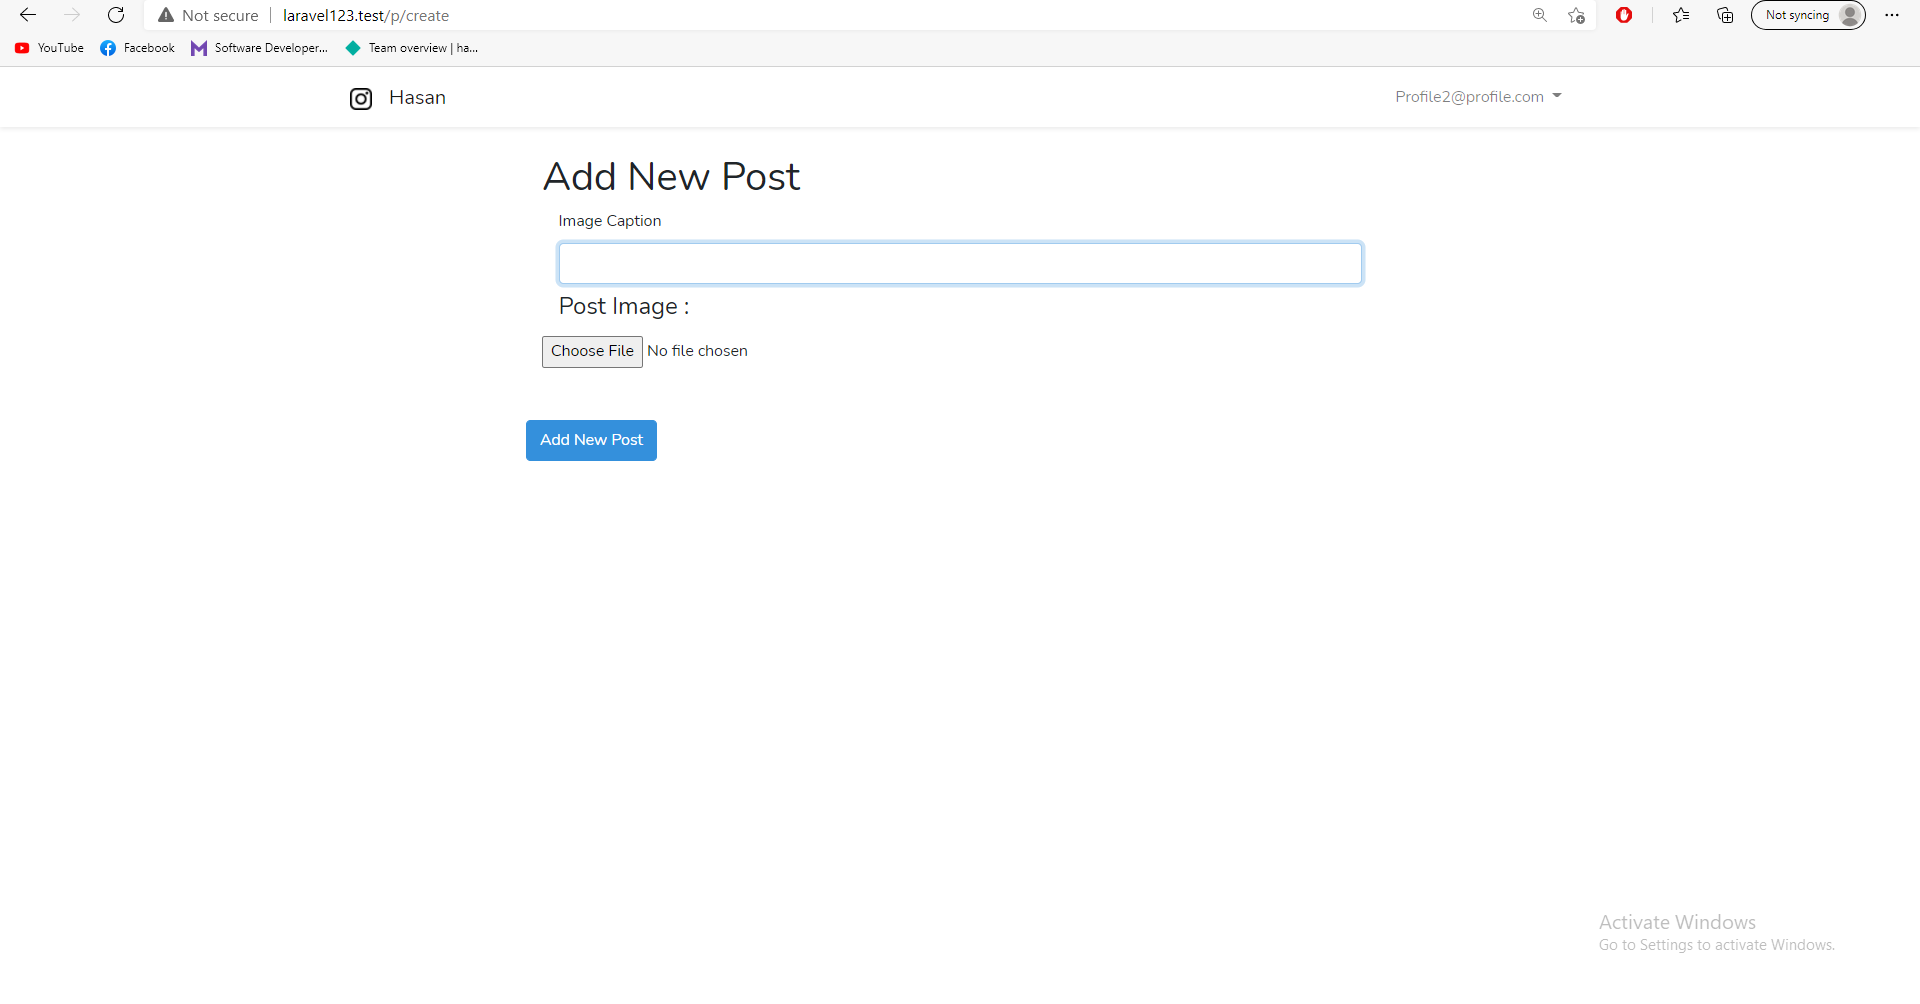 Not secure
laravel123.test/p/create
Not syncing
YouTube
Facebook
Software Developer...
Team overview | ha...
Hasan
Profile2@profile.com
Add New Post
Image Caption
Post Image :
Choose File No file chosen
Add New Post
Activate Windows
Go to Settings to activate Windows.